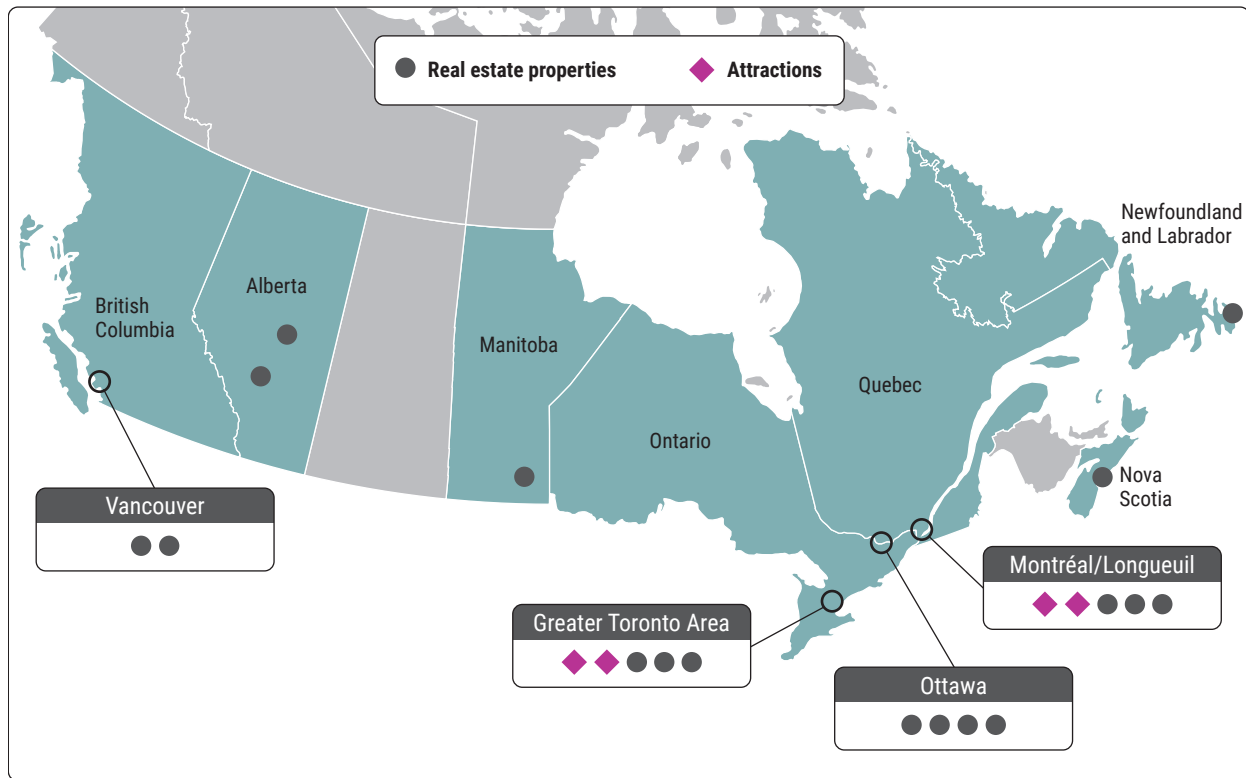 Real estate properties
Attractions
Newfoundland
and Labrador
Alberta
British
Columbia
Manitoba
Quebec
Ontario
Nova
Scotia
Vancouver
Montréal/Longueuil
Greater Toronto Area
Ottawa